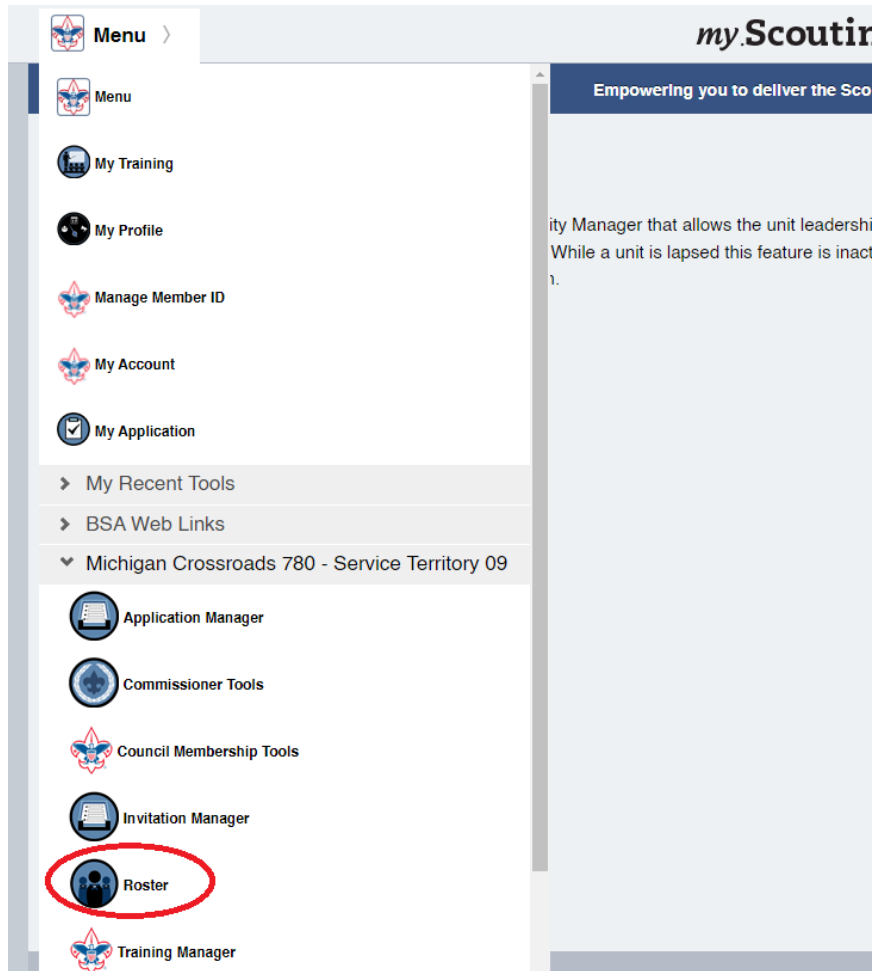 Menu
my.Scoutin
Menu
Empowering you to deliver the Sco
My Training
My Profile
ity Manager that allows the unit leadershi
While a unit is lapsed this feature is inact
Manage Member ID
My Account
My Application
My Recent Tools
BSA Web Links
Michigan Crossroads 780 - Service Territory 09
Application Manager
Commissioner Tools
Council Membership Tools
Invitation Manager
Roster
Training Manager